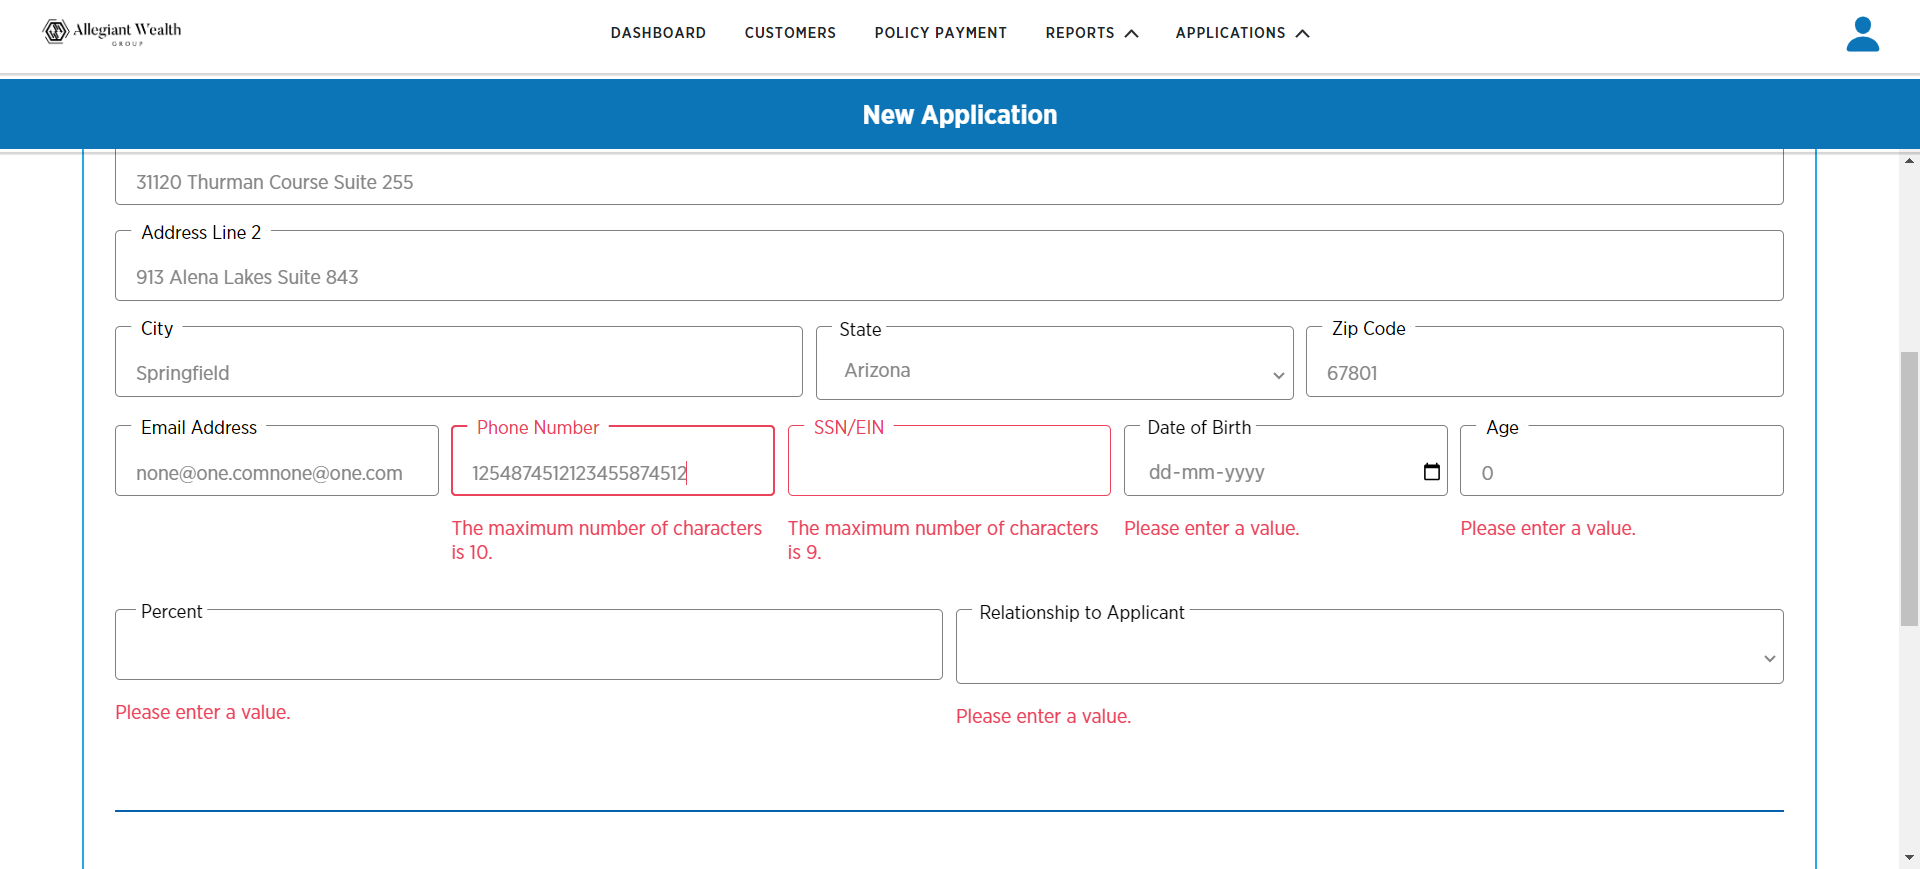 Allegiant Wealth
GROUP
DASHBOARD CUSTOMERS POLICY PAYMENT REPORTS APPLICATIONS
New Application
31120 Thurman Course Suite 255
Address Line 2
913 Alena Lakes Suite 843
City State Zip Code
Springfield Arizona 67801
Email Address Phone Number SSN/EIN Date of Birth Age
none@one.comnone@one.com 1254874512123455874512 dd-mm-yyyy 0
The maximum number of characters is 10.
The maximum number of characters is 9.
Please enter a value.
Please enter a value.
Percent Relationship to Applicant
Please enter a value.
Please enter a value.